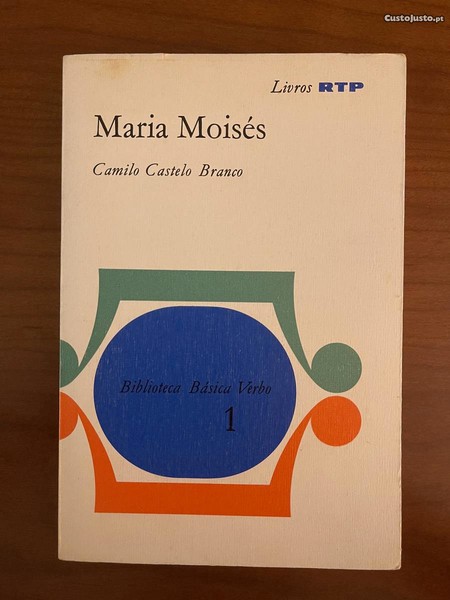 CustoJusto.pt
Livros RTP
Maria Moisés
Camilo Castelo Branco
Biblioteca Básica Verbo
1